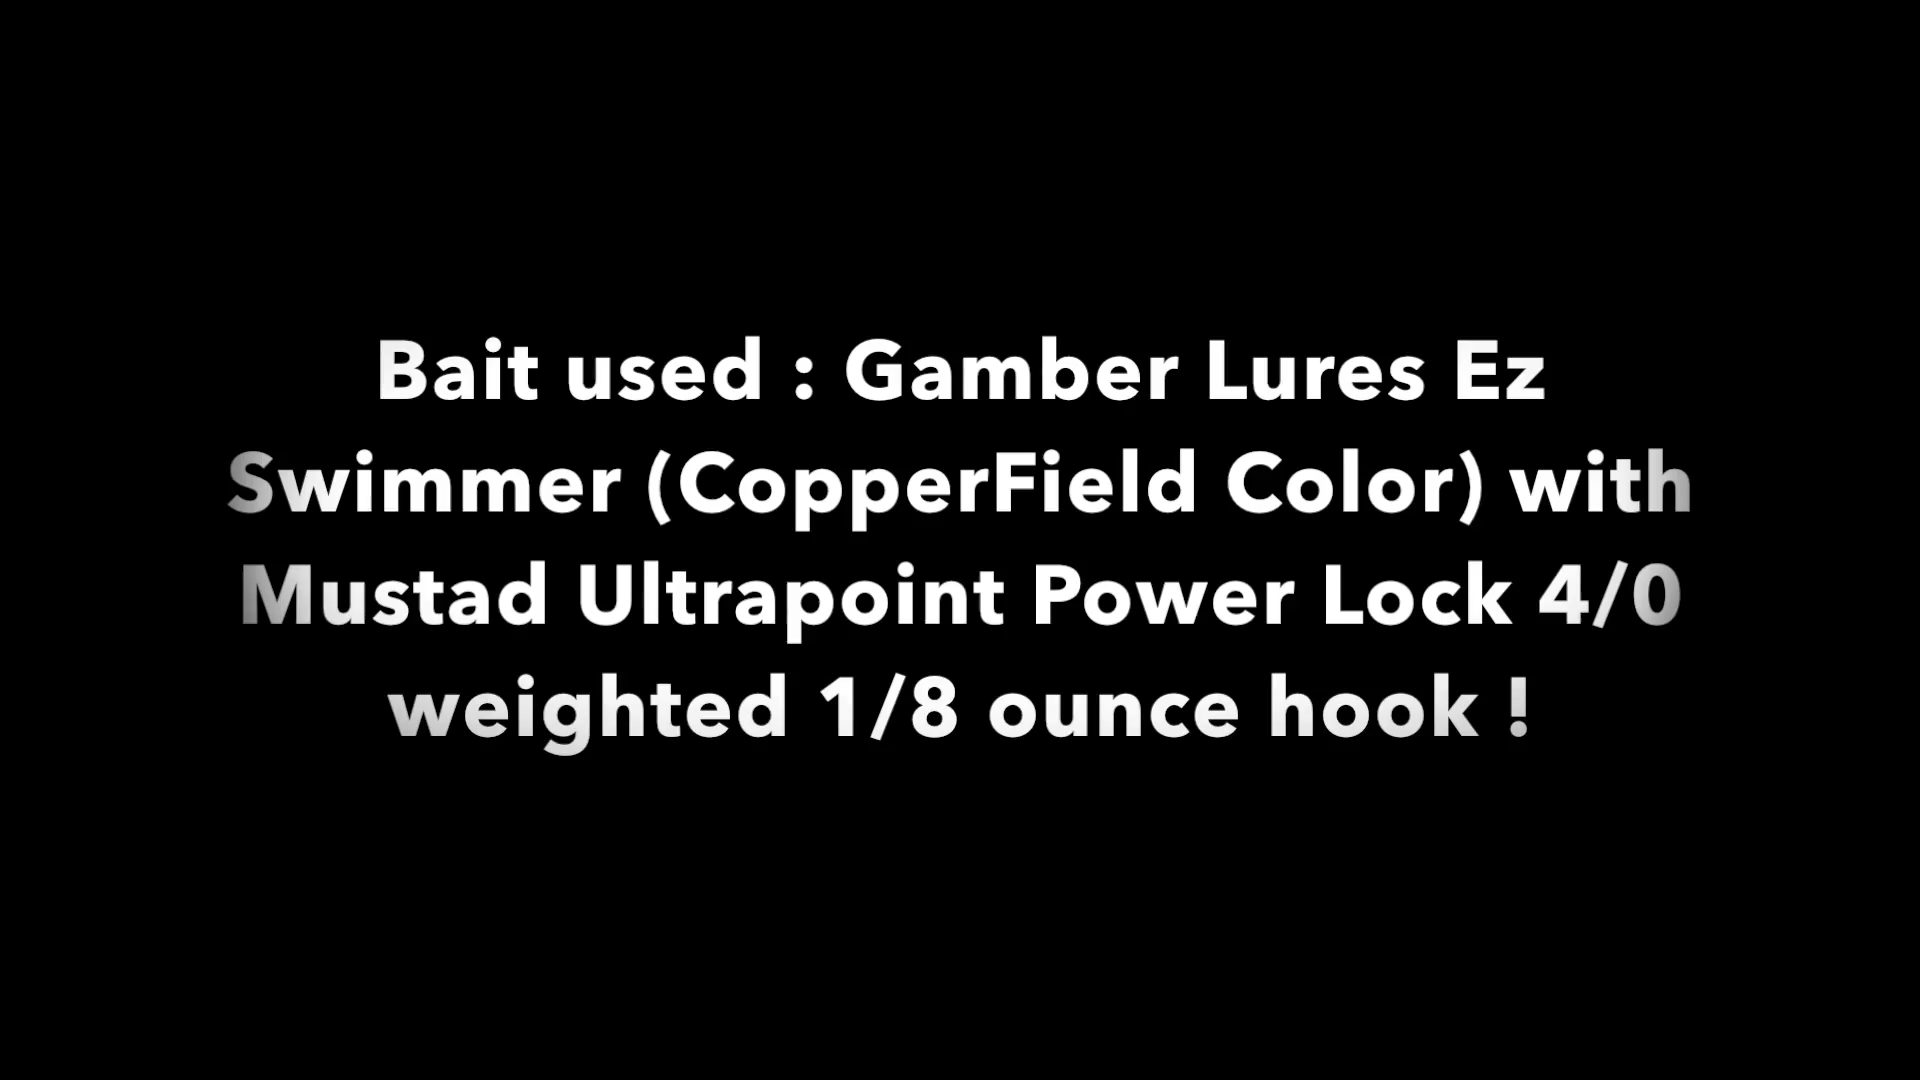 Bait used : Gamber Lures Ez
Swimmer (CopperField Color) with
Mustad Ultrapoint Power Lock 4/0
weighted 1/8 ounce hook !